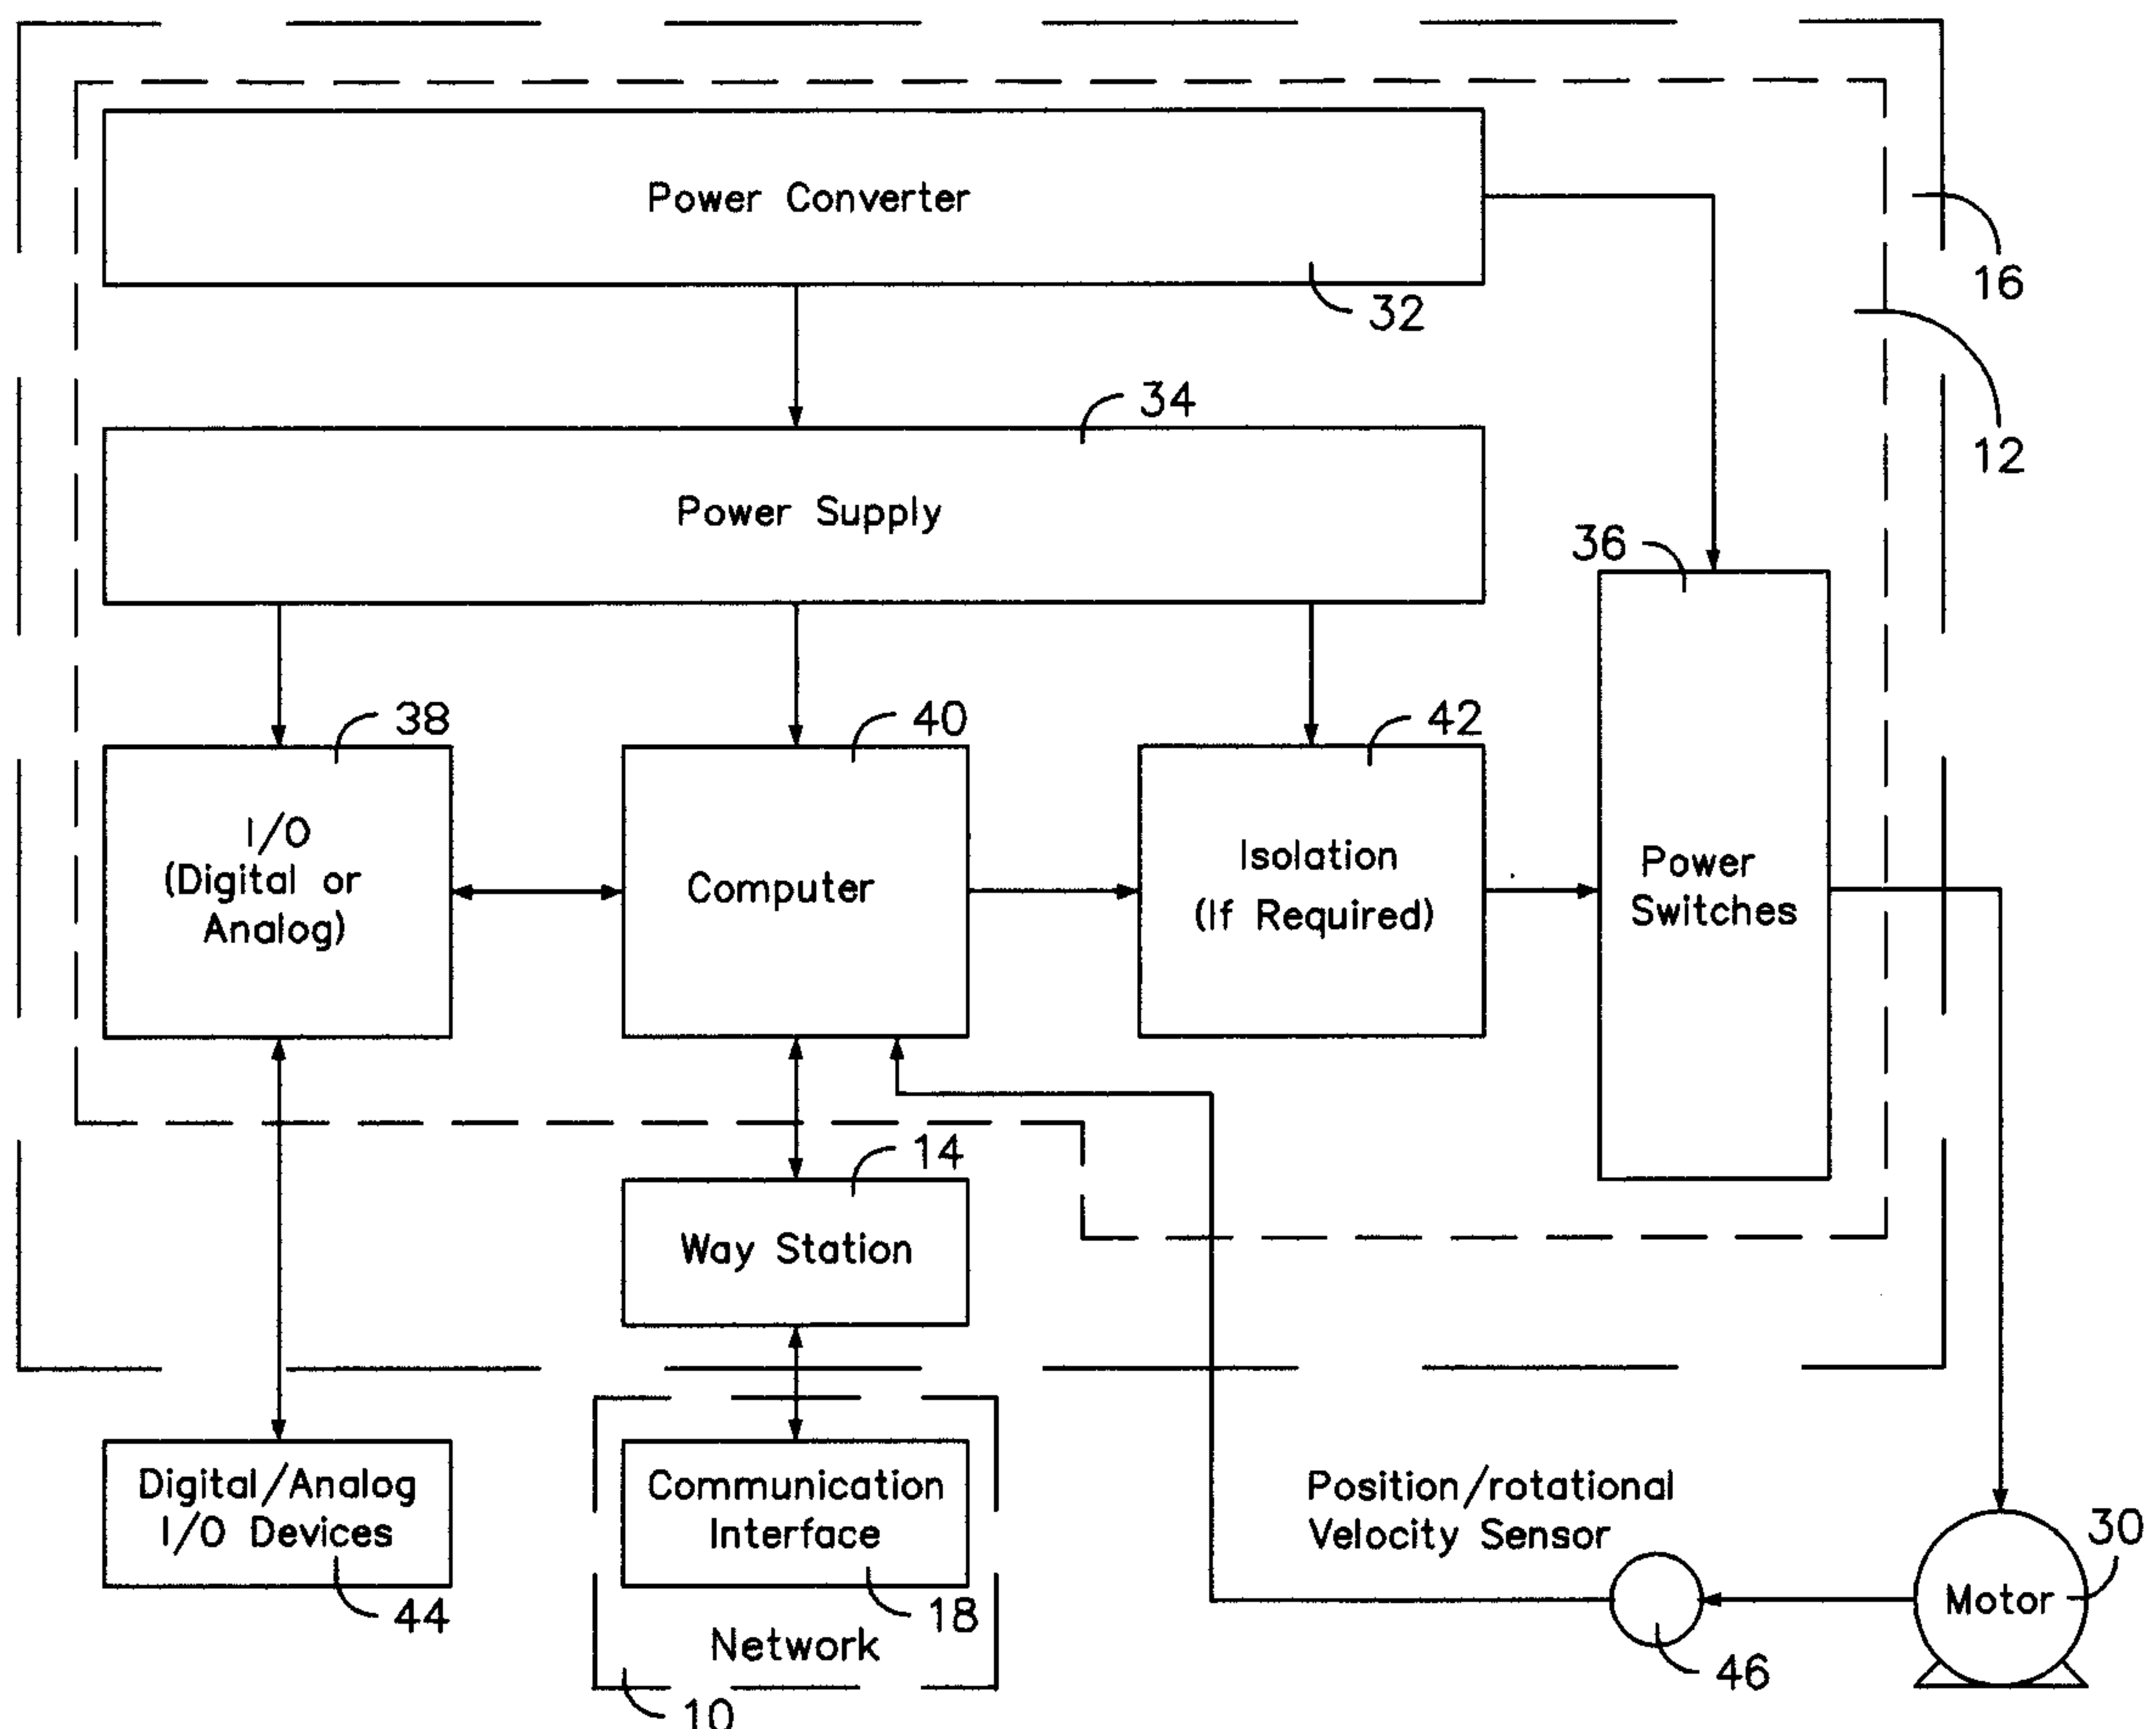 Power Converter
16
32
34
12
Power Supply
36
38
40
42
I/O
(Digital or
Analog)
Computer
Isolation
(If Required)
Power
Switches
14
Way Station
Digital/Analog
I/O Devices
44
Communication
Interface
18
Network
10
Position/rotational
Velocity Sensor
46
Motor
30